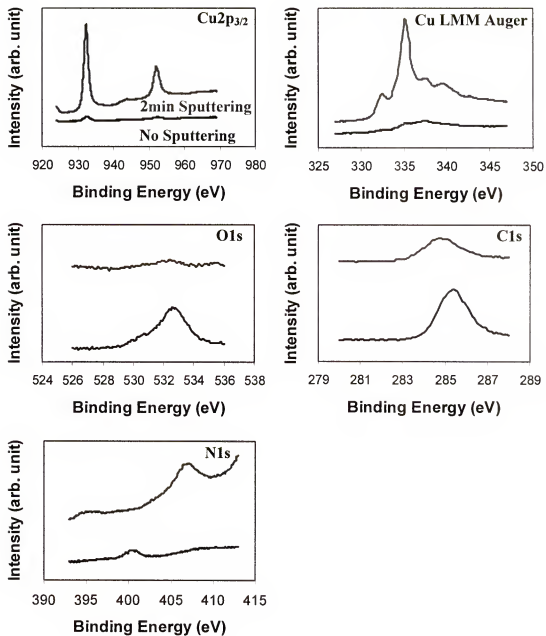 Cu2p3/2
Intensity (arb. unit)
2min Sputtering
No Sputtering
920 930 940 950 960 970 980
Binding Energy (eV)
Cu LMM Auger
Intensity (arb. unit)
325 330 335 340 345 350
Binding Energy (eV)
O1s
Intensity (arb. unit)
524 526 528 530 532 534 536 538
Binding Energy (eV)
C1s
Intensity (arb. unit)
279 281 283 285 287 289
Binding Energy (eV)
N1s
Intensity (arb. unit)
390 395 400 405 410 415
Binding Energy (eV)